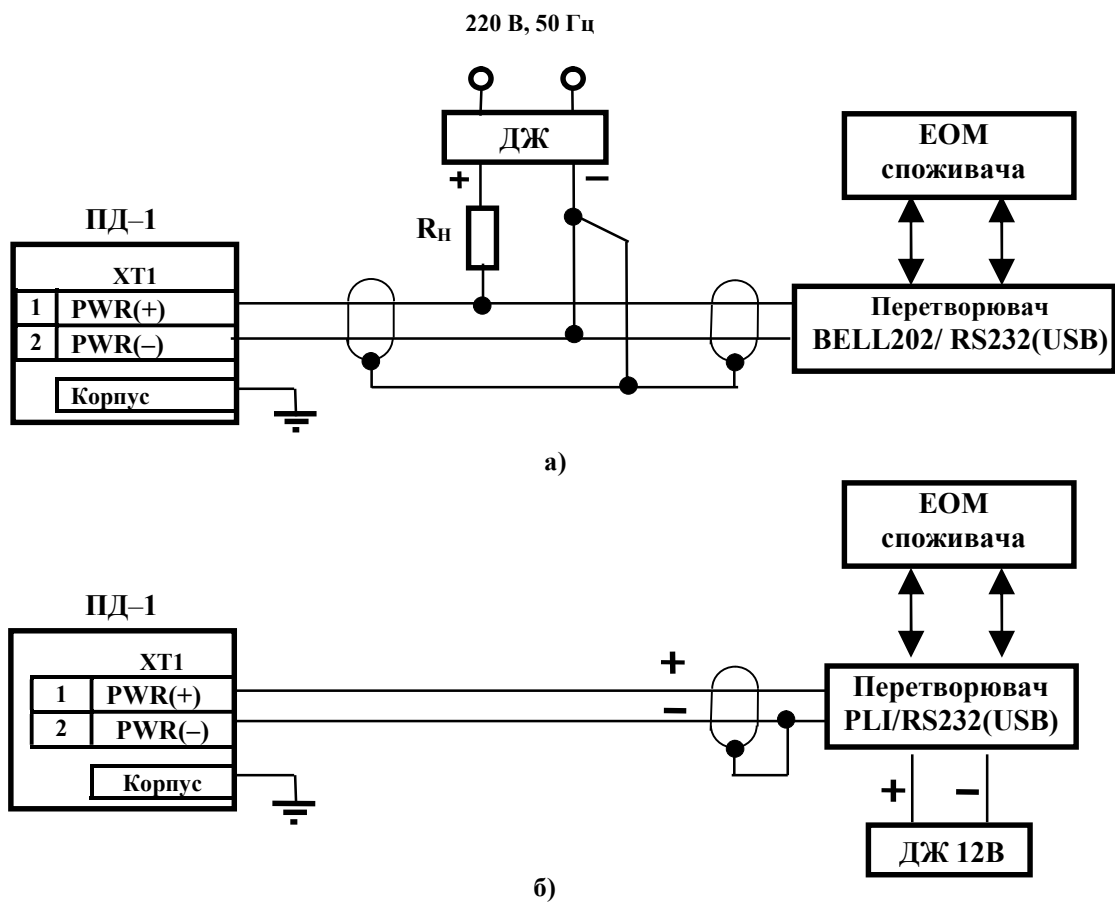 220 В, 50 Гц
ДЖ
+ −
RН
ЕОМ
споживача
ПД–1
XT1
1 PWR(+)
2 PWR(–)
Корпус
Перетворювач
BELL202/ RS232(USB)
а)
ЕОМ
споживача
ПД–1
XT1
1 PWR(+)
2 PWR(–)
Корпус
+
−
Перетворювач
PLI/RS232(USB)
+ −
ДЖ 12В
б)